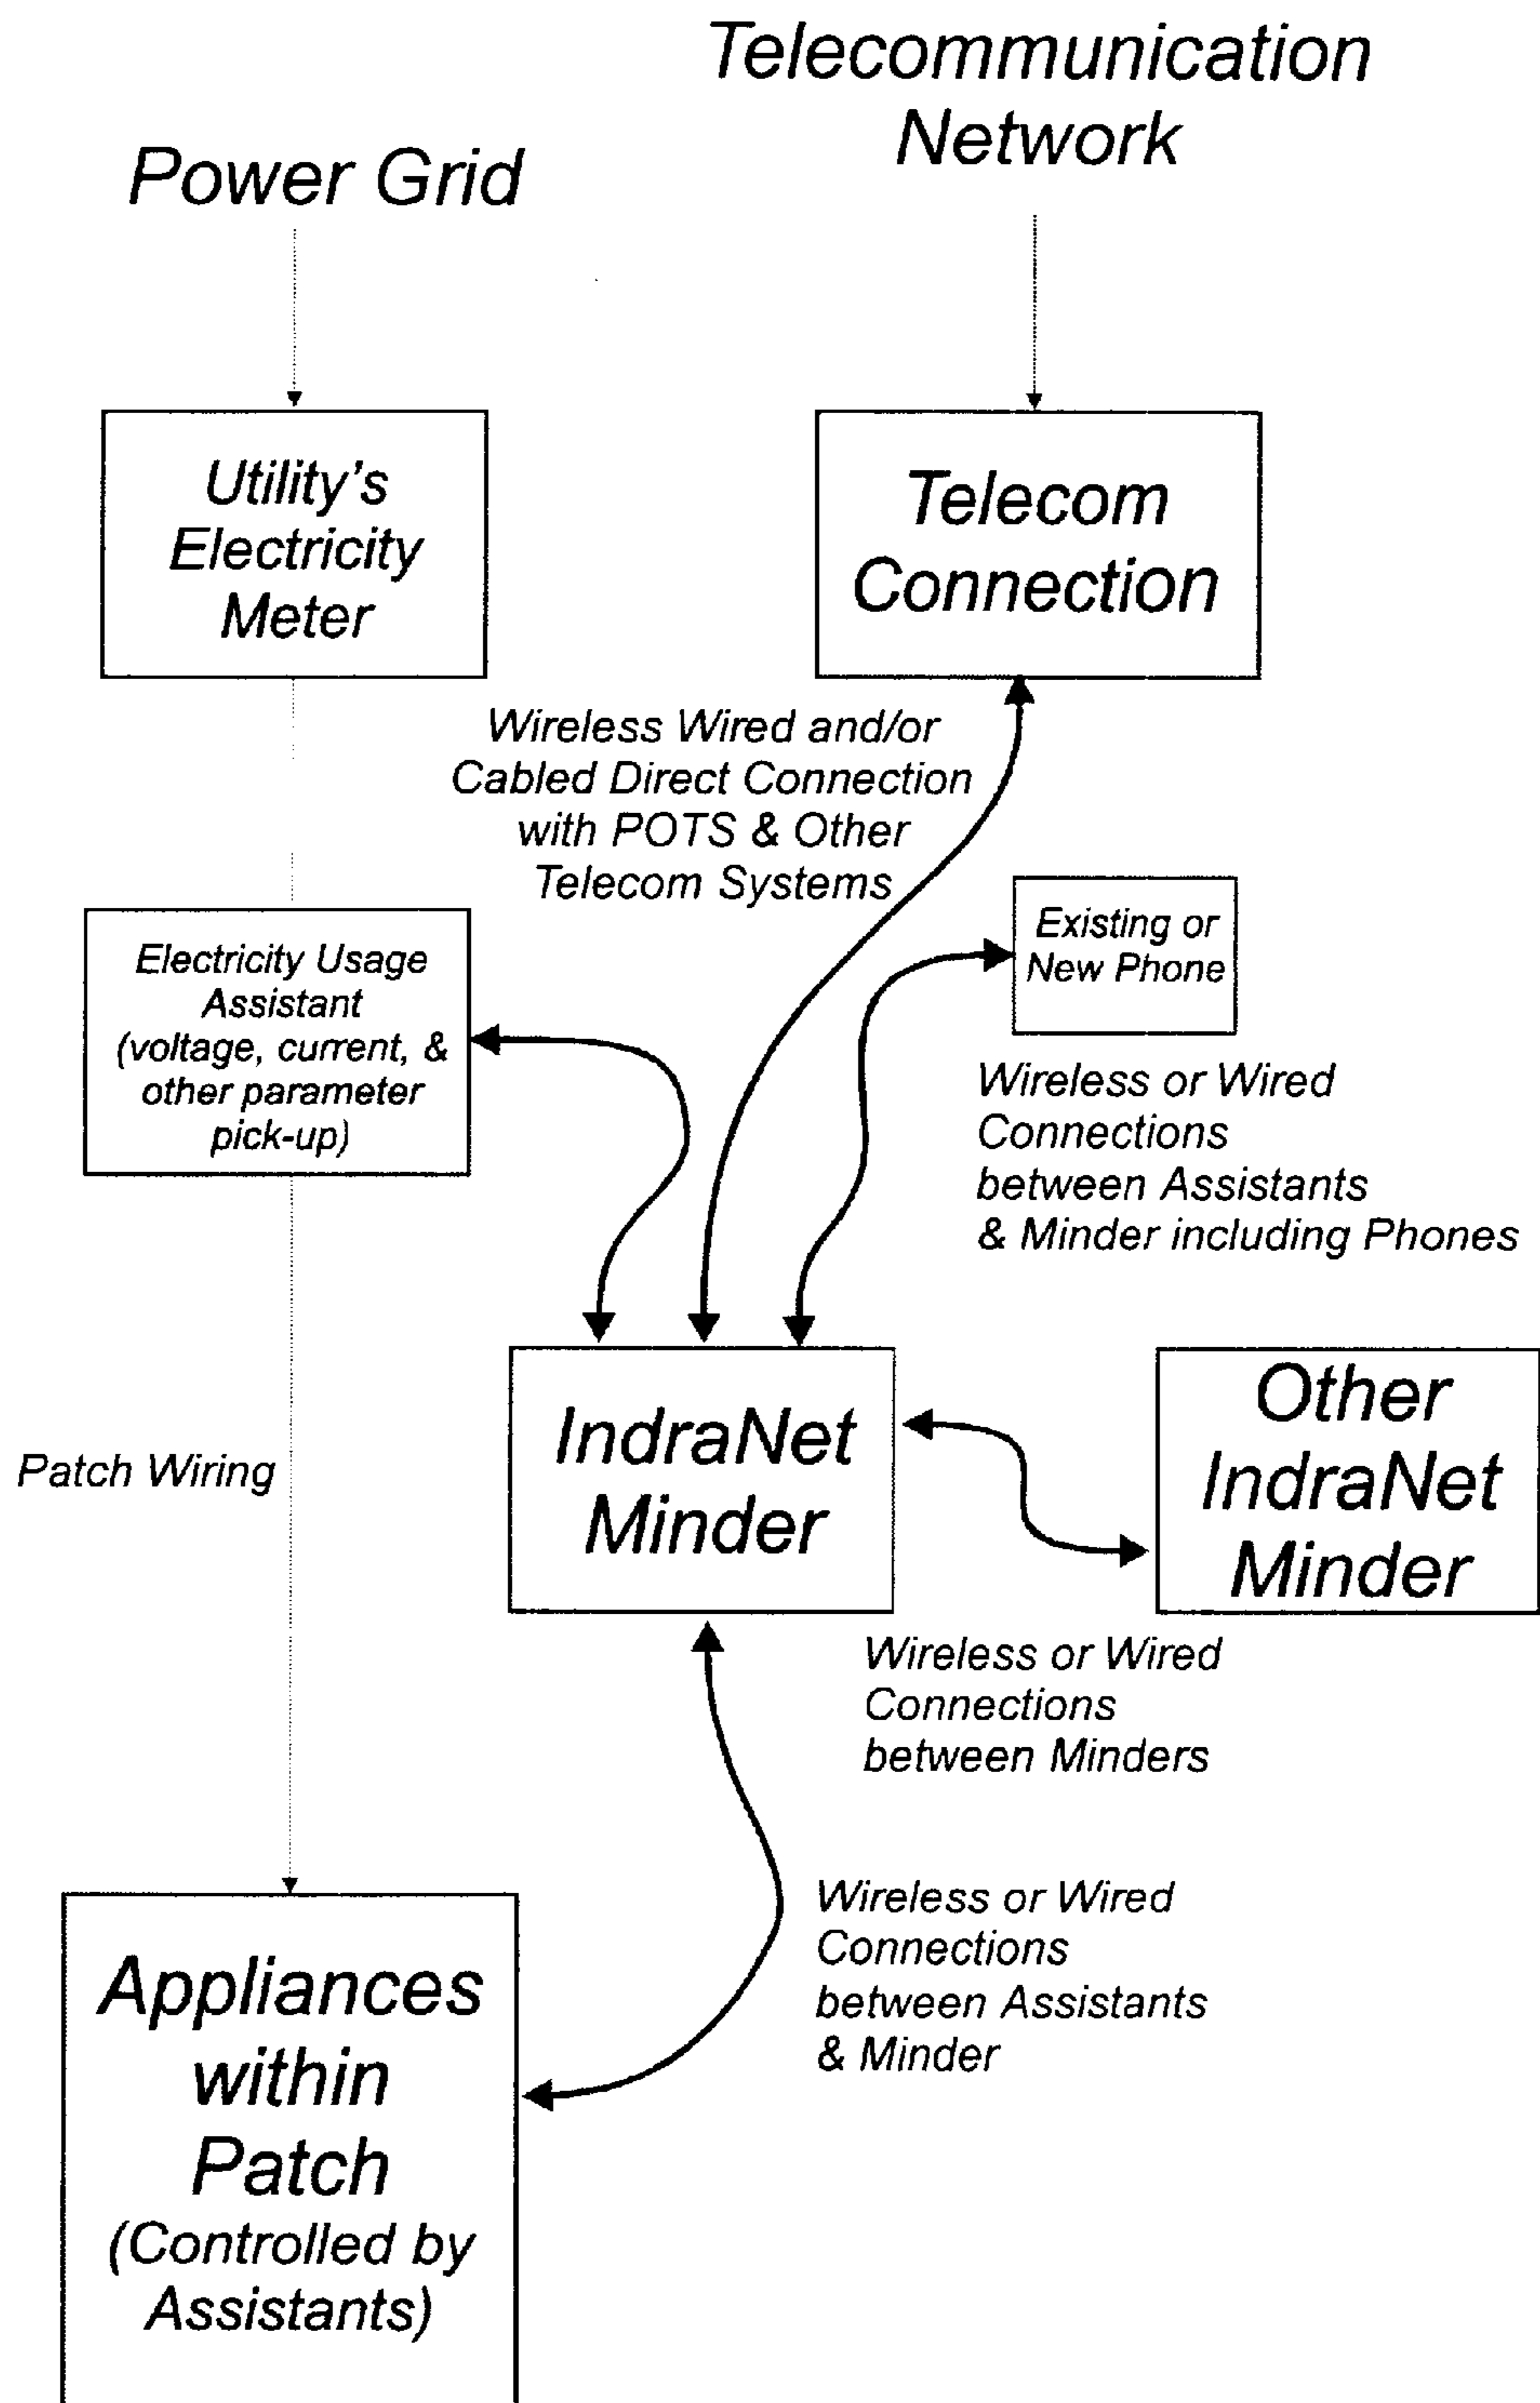 Telecommunication
Network
Power Grid
Utility's
Electricity
Meter
Telecom
Connection
Wireless Wired and/or
Cabled Direct Connection
with POTS & Other
Telecom Systems
Existing or
New Phone
Electricity Usage
Assistant
(voltage, current, &
other parameter
pick-up)
Wireless or Wired
Connections
between Assistants
& Minder including Phones
IndraNet
Minder
Other
IndraNet
Minder
Patch Wiring
Wireless or Wired
Connections
between Minders
Wireless or Wired
Connections
between Assistants
& Minder
Appliances
within
Patch
(Controlled by
Assistants)